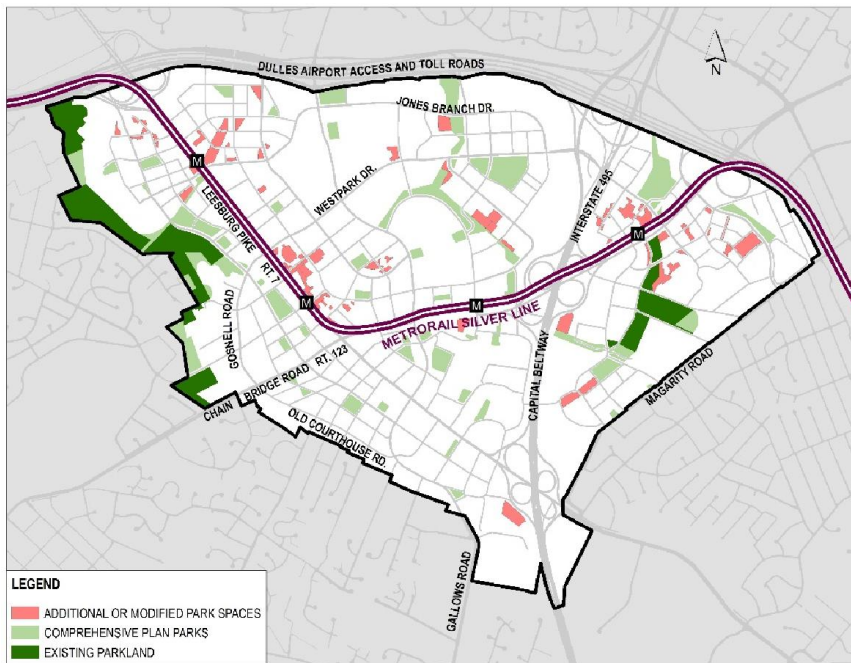 DULLES AIRPORT ACCESS AND TOLL ROADS
N
JONES BRANCH DR.
INTERSTATE 495
M
WESTPARK DR.
LEESBURG PIKE RT. 7
M
M
M
METRORAIL SILVER LINE
GOSNELL ROAD
CHAIN BRIDGE ROAD RT. 123
CAPITAL BELTWAY
MAGARITY ROAD
OLD COURTHOUSE RD.
GALLOWS ROAD
LEGEND
ADDITIONAL OR MODIFIED PARK SPACES
COMPREHENSIVE PLAN PARKS
EXISTING PARKLAND